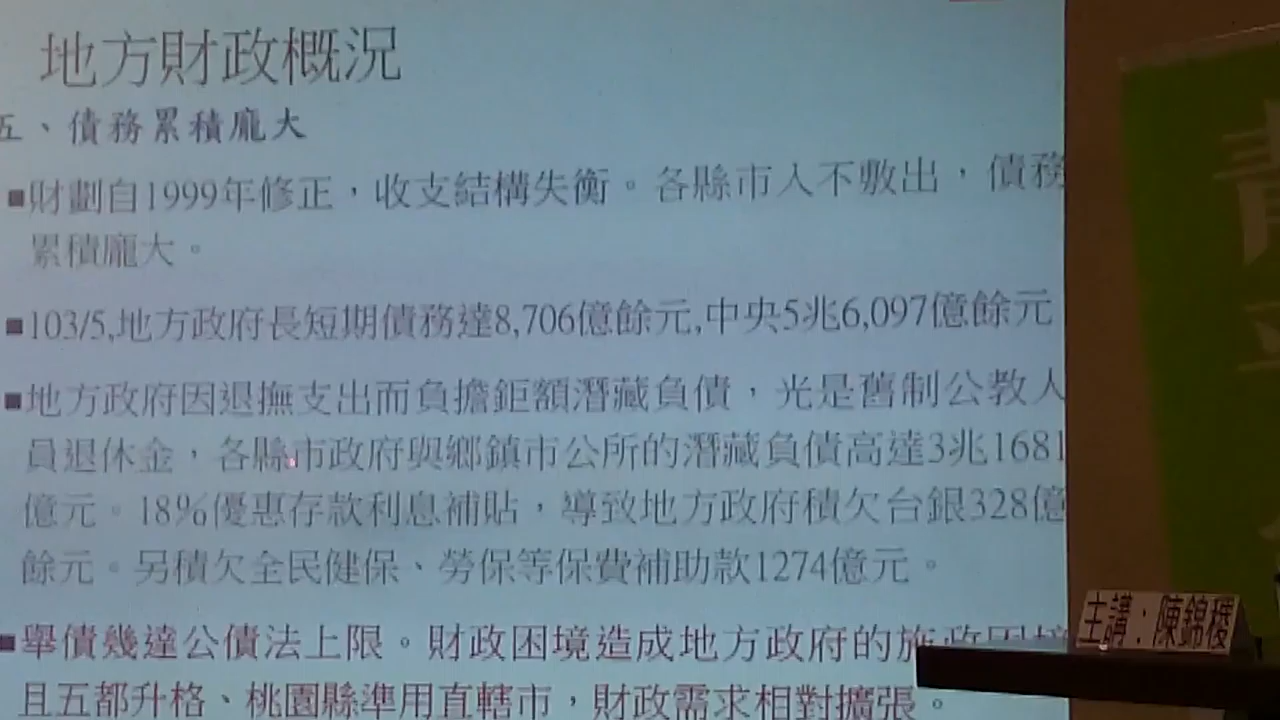 地方財政概況
五、債務累積龐大
■財劃自1999年修正，收支結構失衡。各縣市入不敷出，債務
累積龐大。
■103/5,地方政府長短期債務達8,706億餘元,中央5兆6,097億餘元
■地方政府因退撫支出而負擔鉅額潛藏負債，光是舊制公教人
員退休金，各縣市政府與鄉鎮市公所的潛藏負債高達3兆1681
億元。18%優惠存款利息補貼，導致地方政府積欠台銀328億
餘元。另積欠全民健保、勞保等保費補助款1274億元。
■舉債幾達公債法上限。財政困境造成地方政府的施政困境
且五都升格、桃園縣準用直轄市，財政需求相對擴張。
主講：陳錦稷